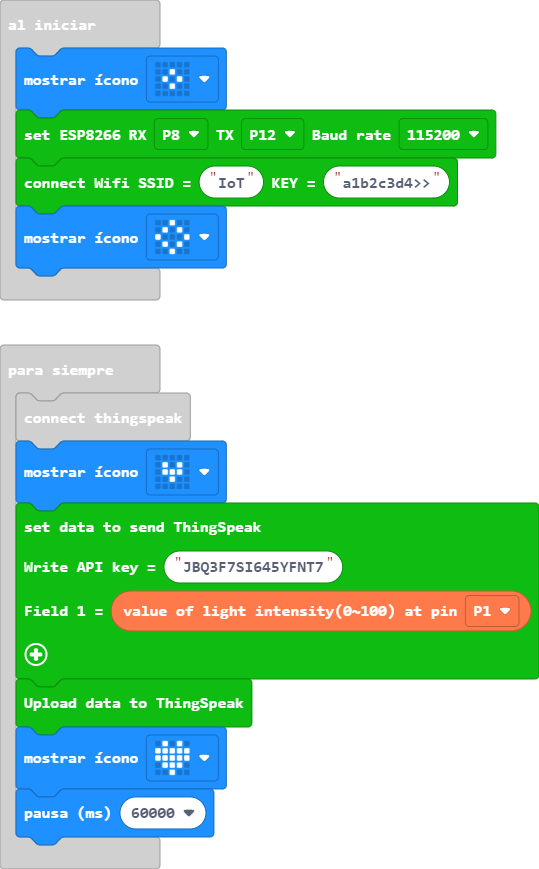 al iniciar
mostrar ícono
set ESP8266 RX P8 TX P12 Baud rate 115200
connect Wifi SSID = "IoT" KEY = "a1b2c3d4>>"
mostrar ícono
para siempre
connect thingspeak
mostrar ícono
set data to send ThingSpeak
Write API key = "JBQ3F7SI645YFNT7"
Field 1 = value of light intensity(0~100) at pin P1
Upload data to ThingSpeak
mostrar ícono
pausa (ms) 60000